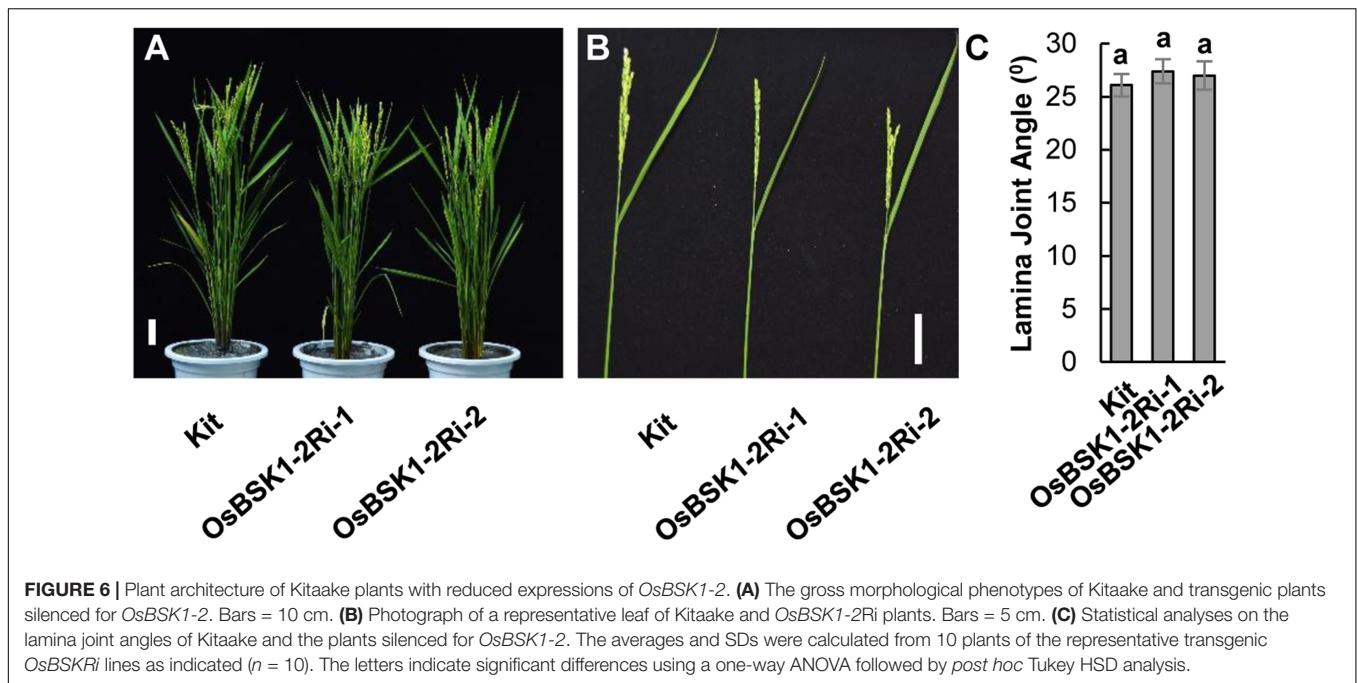 A
B
C
Lamina Joint Angle (⁰)
30
25
20
15
10
5
0
a
a
a
Kit
OsBSK1-2Ri-1
OsBSK1-2Ri-2
Kit
OsBSK1-2Ri-1
OsBSK1-2Ri-2
Kit
OsBSK1-2Ri-1
OsBSK1-2Ri-2
FIGURE 6 | Plant architecture of Kitaake plants with reduced expressions of OsBSK1-2. (A) The gross morphological phenotypes of Kitaake and transgenic plants
silenced for OsBSK1-2. Bars = 10 cm. (B) Photograph of a representative leaf of Kitaake and OsBSK1-2Ri plants. Bars = 5 cm. (C) Statistical analyses on the
lamina joint angles of Kitaake and the plants silenced for OsBSK1-2. The averages and SDs were calculated from 10 plants of the representative transgenic
OsBSKRi lines as indicated (n = 10). The letters indicate significant differences using a one-way ANOVA followed by post hoc Tukey HSD analysis.